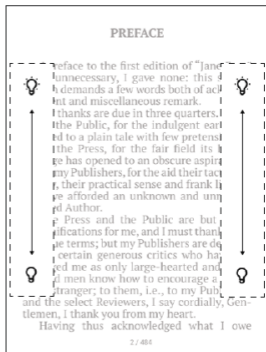 PREFACE
reface to the first edition of “Jane
unnecessary, I gave none: this
demands a few words both of ac
nt and miscellaneous remark.
thanks are due in three quarters.
the Public, for the indulgent ear
ed to a plain tale with few pretens
the Press, for the fair field its
ge has opened to an obscure aspir
my Publishers, for the aid their tac
, their practical sense and frank li
ve afforded an unknown and un
d Author.
e Press and the Public are but
ifications for me, and I must than
ue terms; but my Publishers are de
certain generous critics who ha
ed me as only large-hearted and
d men know how to encourage a
tranger; to them, i.e., to my Pub
and the select Reviewers, I say cordially, Gen-
tlemen, I thank you from my heart.
Having thus acknowledged what I owe
2 / 484